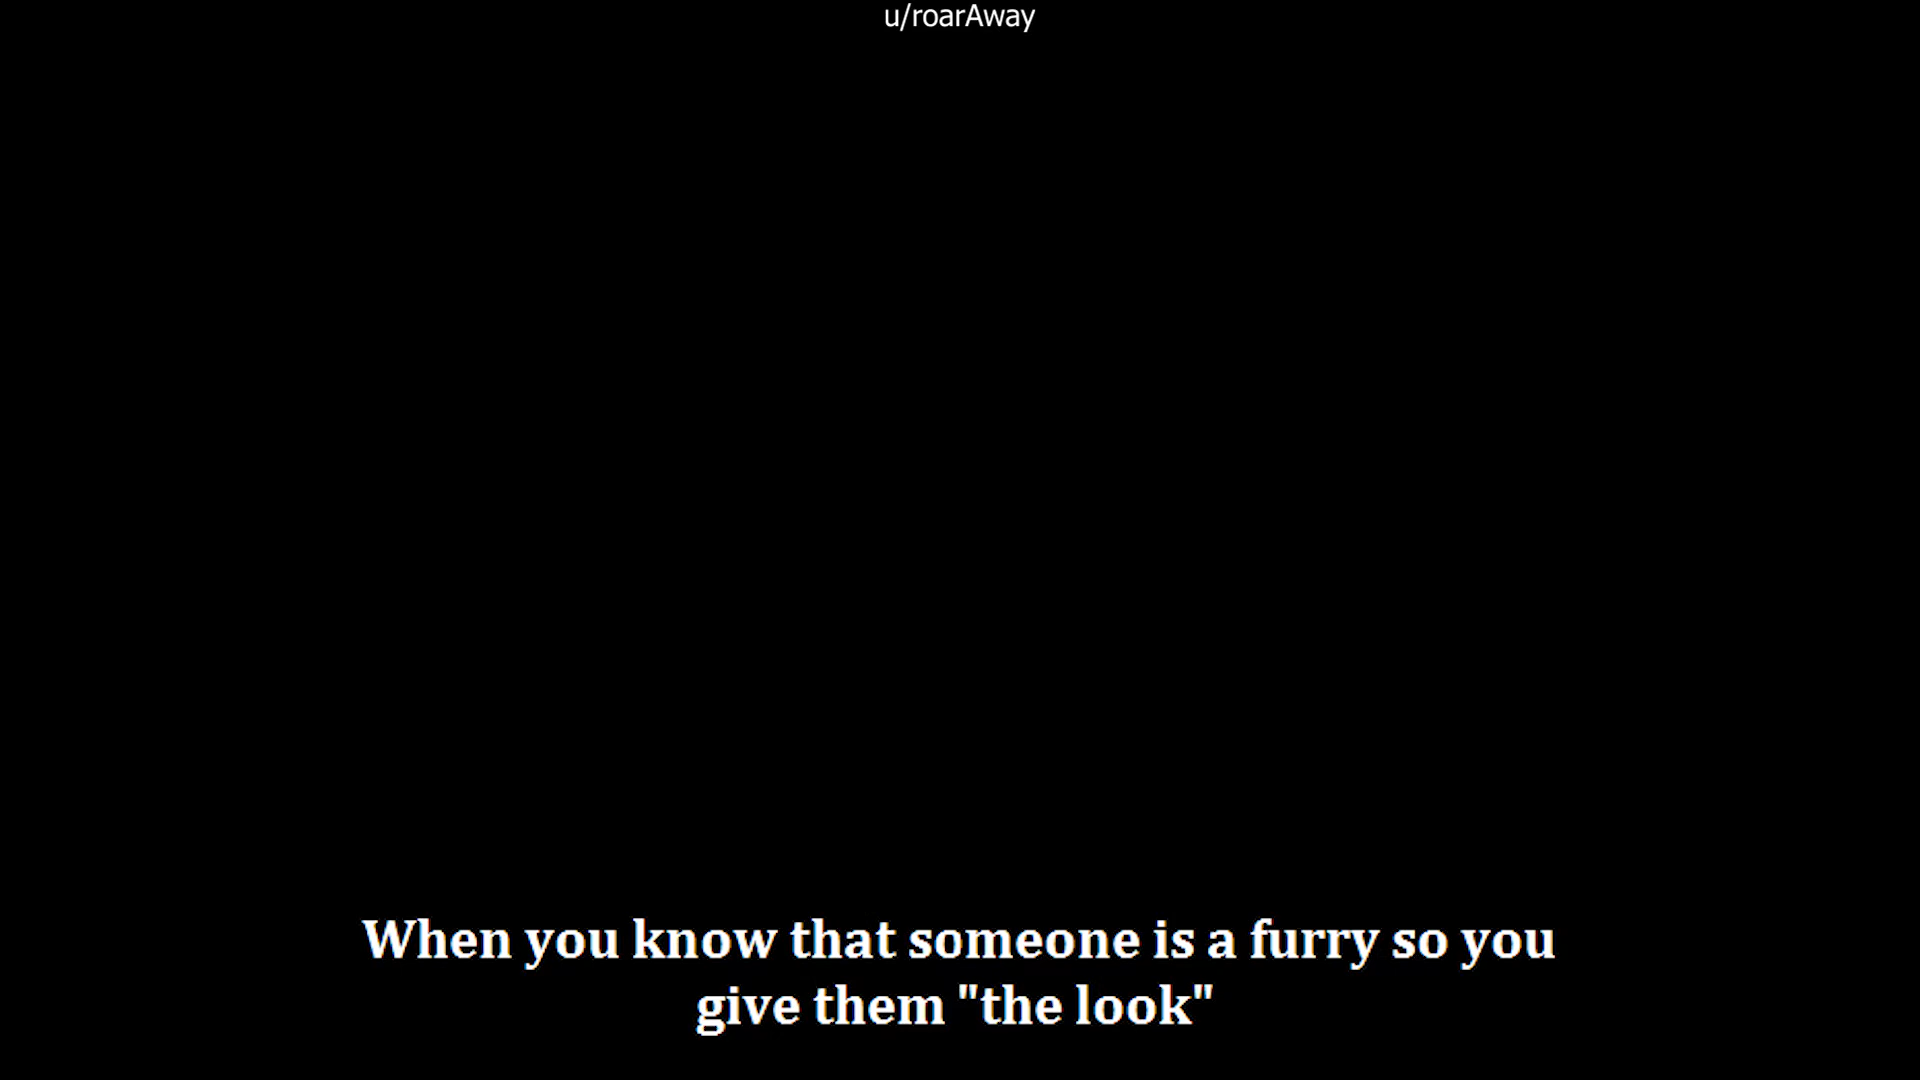 u/roarAway
When you know that someone is a furry so you
give them "the look"